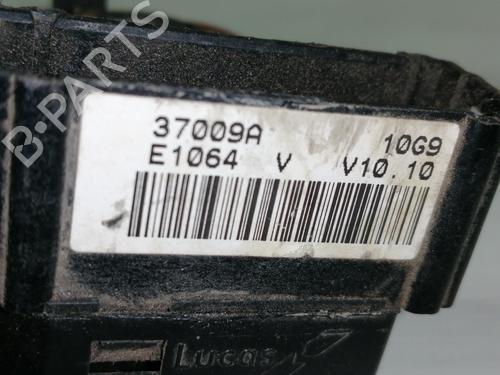 37009A 10G9
E1064 V V10.10
Lucas
B-PARTS